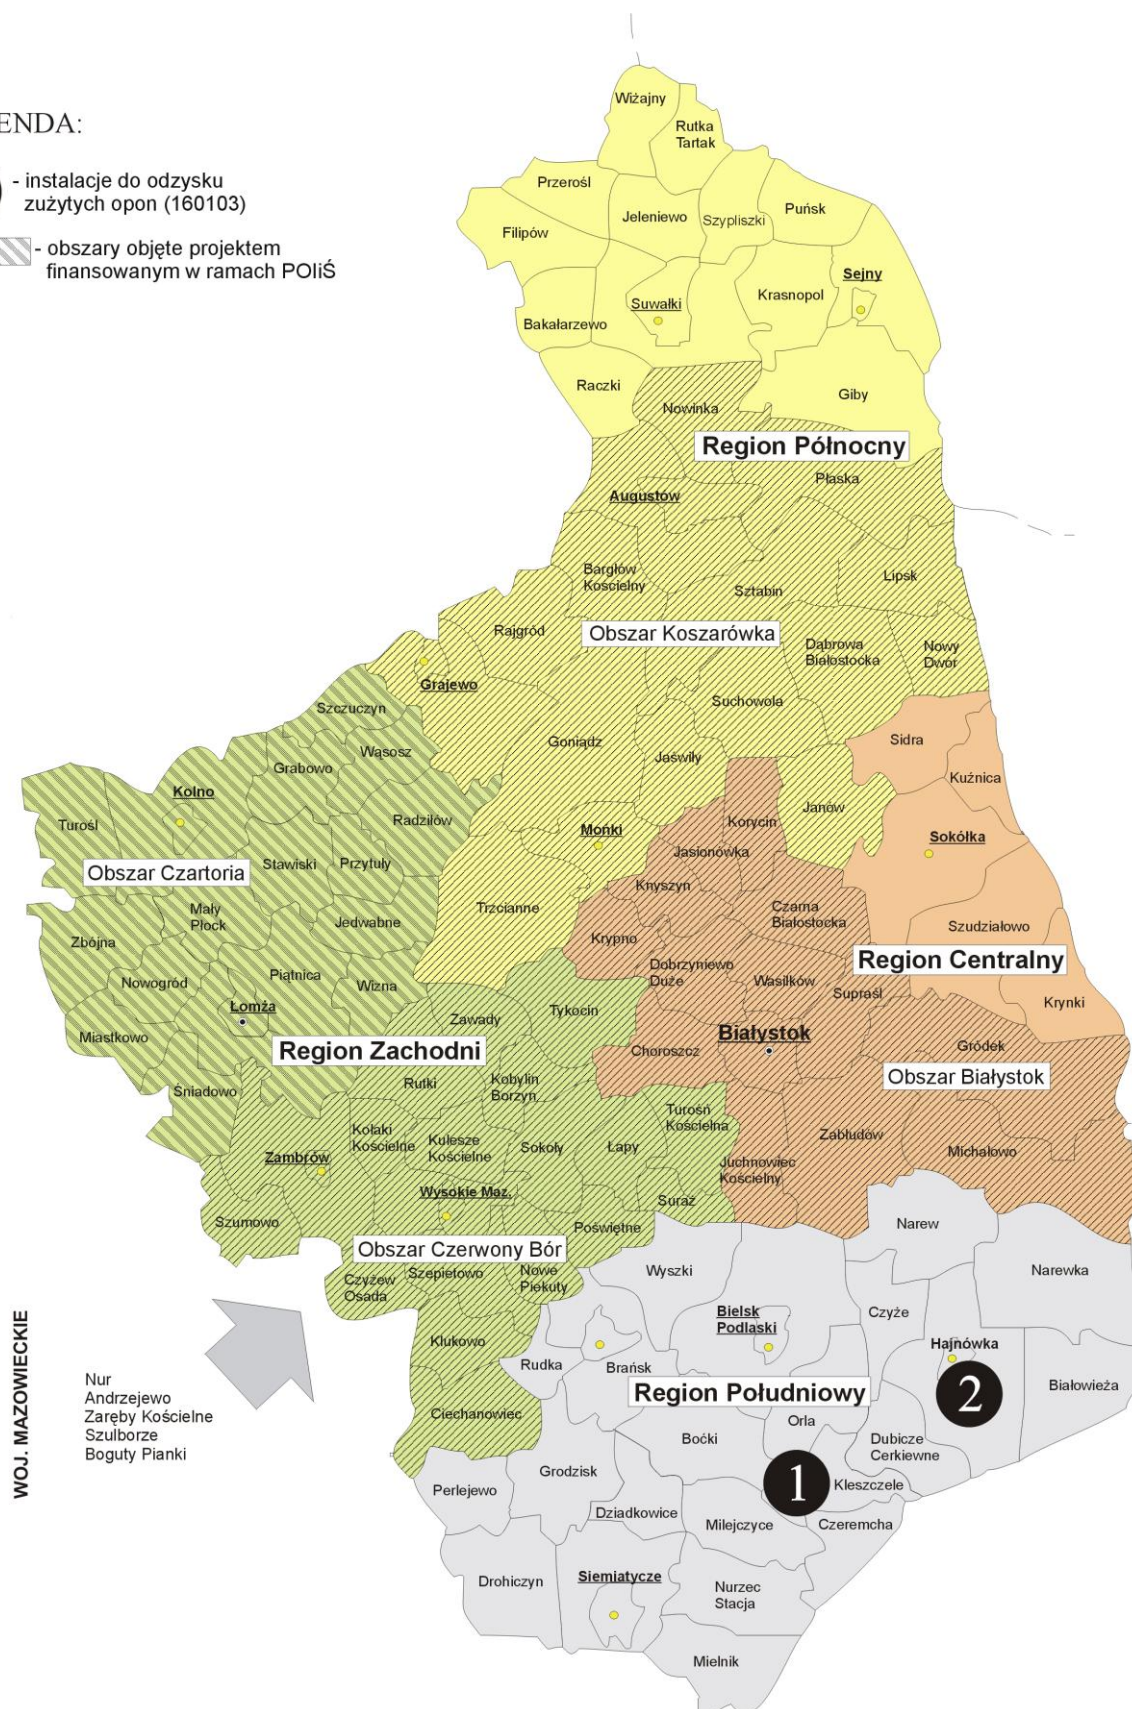 ENDA:
- instalacje do odzysku
zużytych opon (160103)
- obszary objęte projektem
finansowanym w ramach POIiŚ
Wiżajny
Rutka
Tartak
Przerośl
Jeleniewo
Szypliszki
Puńsk
Filipów
Sejny
Suwałki
Krasnopol
Bakałarzewo
Raczki
Giby
Nowinka
Region Północny
Płaska
Augustów
Bargłów
Kościelny
Sztabin
Lipsk
Rajgród
Obszar Koszarówka
Dąbrowa
Białostocka
Nowy
Dwór
Grajewo
Suchowola
Szczuczyn
Wąsosz
Goniądz
Jaświły
Sidra
Kuźnica
Grabowo
Kolno
Turośl
Radziłów
Mońki
Korycin
Janów
Sokółka
Obszar Czartoria
Stawiski
Przytuły
Jasionówka
Knyszyn
Trzcianne
Mały
Płock
Jedwabne
Czarna
Białostocka
Szudziałowo
Zbójna
Krypno
Region Centralny
Nowogród
Piątnica
Wizna
Dobrzyniewo
Duże
Wasilków
Supraśl
Krynki
Łomża
Zawady
Tykocin
Miastkowo
Region Zachodni
Choroszcz
Białystok
Gródek
Obszar Białystok
Śniadowo
Rutki
Kobylin
Borzyn
Turośń
Kościelna
Kołaki
Kościelne
Kulesze
Kościelne
Sokoły
Łapy
Zabłudów
Michałowo
Zambrów
Juchnowiec
Kościelny
Wysokie Maz.
Suraż
Szumowo
Poświętne
Narew
Obszar Czerwony Bór
Czyżew
Osada
Szepietowo
Nowe
Piekuty
Wyszki
Narewka
Bielsk
Podlaski
Czyże
Klukowo
Hajnówka
Rudka
Brańsk
Białowieża
WOJ. MAZOWIECKIE
Nur
Andrzejewo
Zaręby Kościelne
Szulborze
Boguty Pianki
Region Południowy
2
Ciechanowiec
Orla
Boćki
Dubicze
Cerkiewne
Grodzisk
1
Kleszczele
Perlejewo
Dziadkowice
Milejczyce
Czeremcha
Drohiczyn
Siemiatycze
Nurzec
Stacja
Mielnik